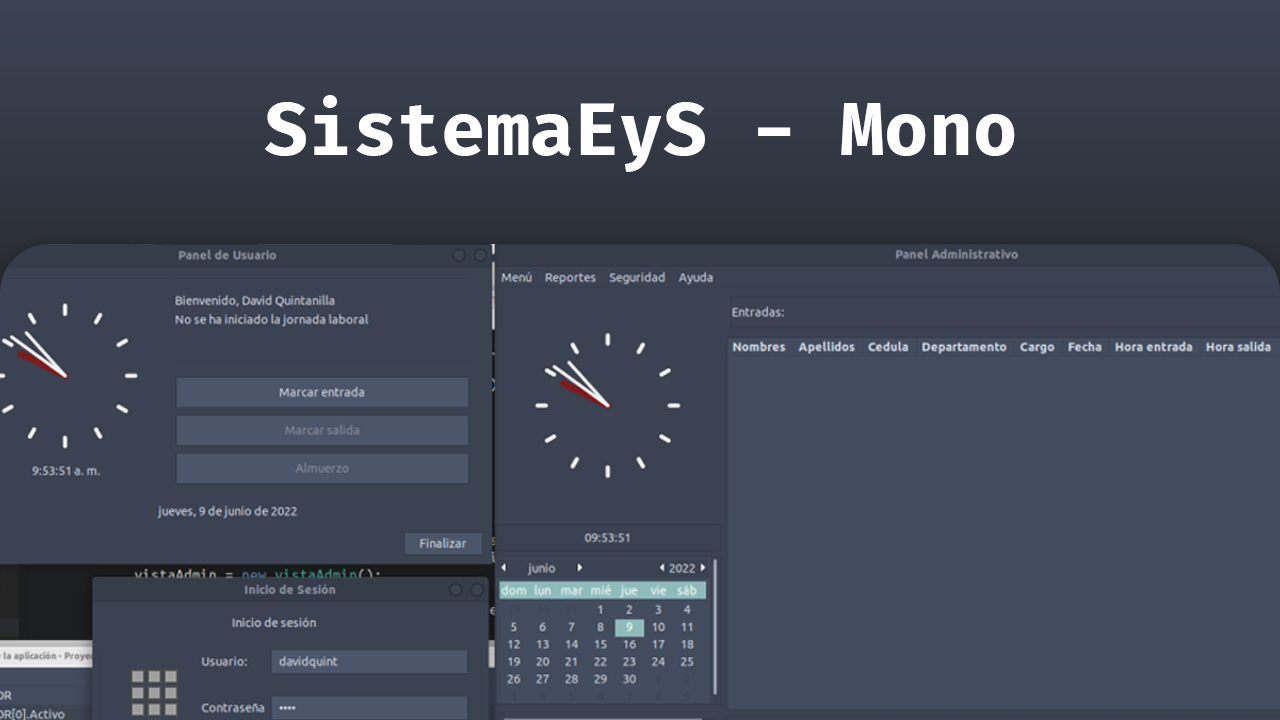 SistemaEyS - Mono
Panel de Usuario
Bienvenido, David Quintanilla
No se ha iniciado la jornada laboral
Marcar entrada
Marcar salida
Almuerzo
9:53:51 a. m.
jueves, 9 de junio de 2022
Finalizar
Panel Administrativo
Menú Reportes Seguridad Ayuda
Entradas:
Nombres Apellidos Cedula Departamento Cargo Fecha Hora entrada Hora salida
09:53:51
junio 2022
dom lun mar mié jue vie sáb
29 30 31 1 2 3 4
5 6 7 8 9 10 11
12 13 14 15 16 17 18
19 20 21 22 23 24 25
26 27 28 29 30 1 2
3 4 5 6 7 8 9
vistaAdmin = new vistaAdmin();
Inicio de Sesión
Inicio de sesión
Usuario: davidquint
Contraseña ••••
la aplicación - Proye
OR
OR[0].Activo